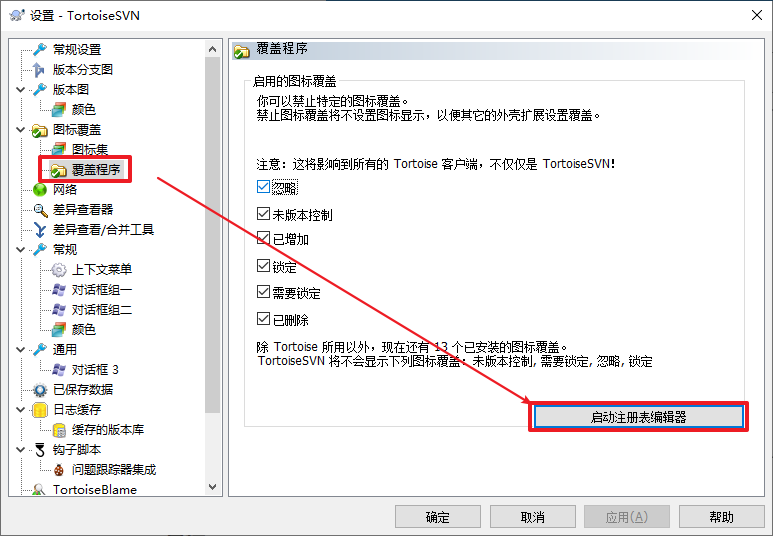 设置 - TortoiseSVN
常规设置
版本分支图
版本图
颜色
图标覆盖
图标集
覆盖程序
网络
差异查看器
差异查看/合并工具
常规
上下文菜单
对话框组一
对话框组二
颜色
通用
对话框 3
已保存数据
日志缓存
缓存的版本库
钩子脚本
问题跟踪器集成
TortoiseBlame
覆盖程序
启用的图标覆盖
你可以禁止特定的图标覆盖。
禁止图标覆盖将不设置图标显示，以便其它的外壳扩展设置覆盖。
注意：这将影响到所有的 Tortoise 客户端，不仅仅是 TortoiseSVN！
忽略
未版本控制
已增加
锁定
需要锁定
已删除
除 Tortoise 所用以外，现在还有 13 个已安装的图标覆盖。
TortoiseSVN 将不会显示下列图标覆盖：未版本控制, 需要锁定, 忽略, 锁定
启动注册表编辑器
确定
取消
应用(A)
帮助